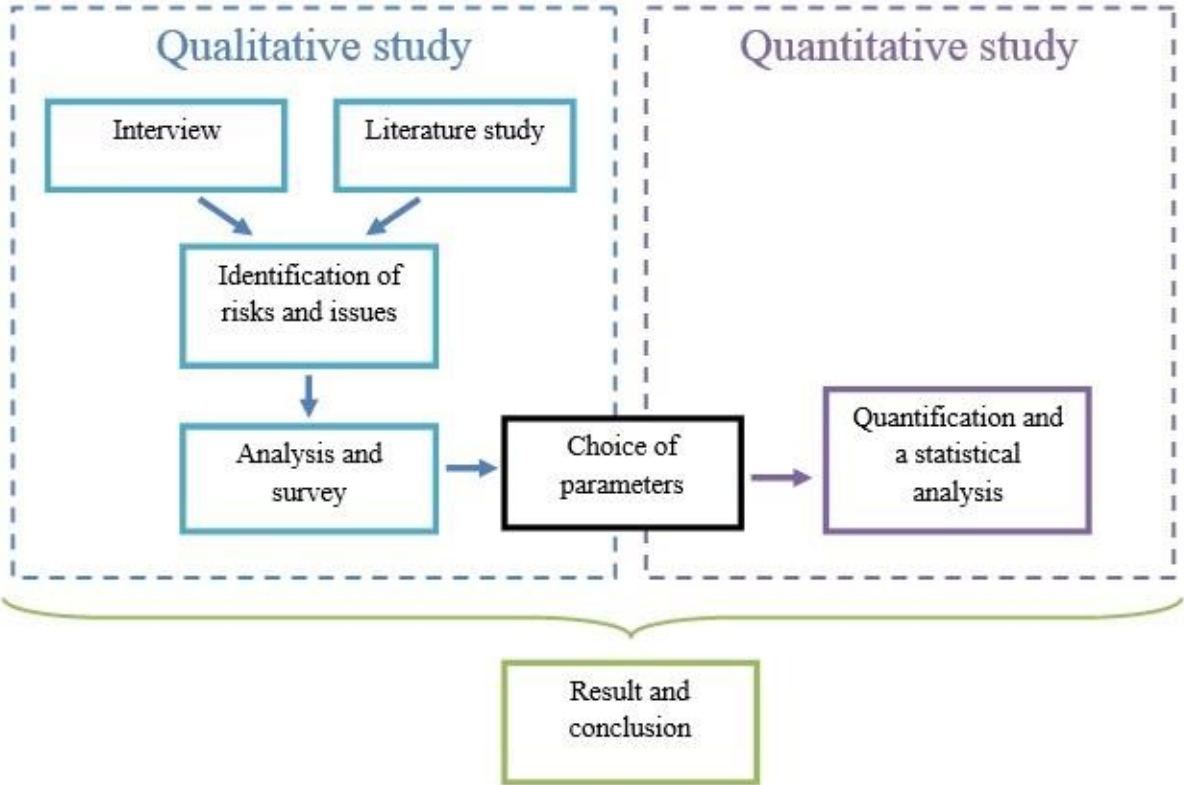 Qualitative study
Quantitative study
Interview
Literature study
Identification of
risks and issues
Analysis and
survey
Choice of
parameters
Quantification and
a statistical
analysis
Result and
conclusion